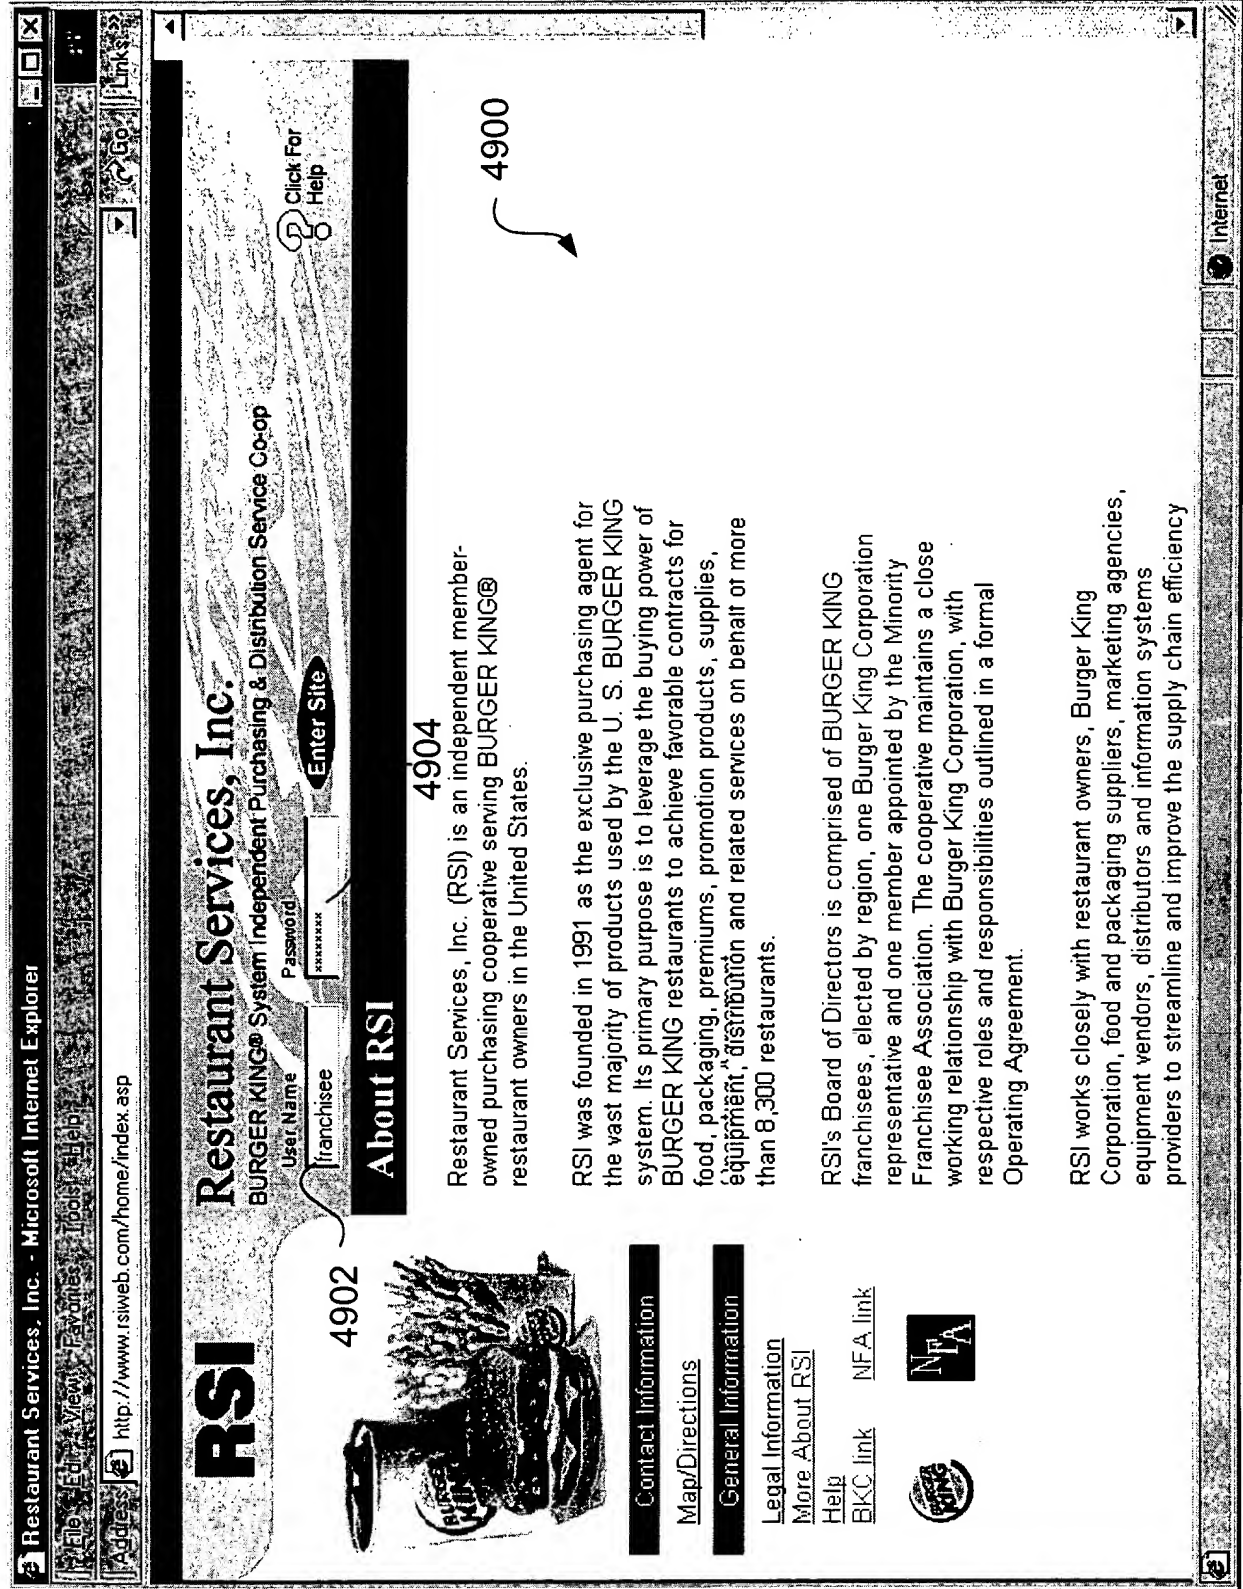 Restaurant Services, Inc. - Microsoft Internet Explorer
File Edit View Favorites Tools Help
Address http://www.rsiweb.com/home/index.asp Go Links »
RSI
Restaurant Services, Inc.
BURGER KING® System Independent Purchasing & Distribution Service Co-op
User Name Password
franchisee xxxxxxxxx Enter Site
? Click For Help
4902
4904
4900
About RSI
Restaurant Services, Inc. (RSI) is an independent member-
owned purchasing cooperative serving BURGER KING®
restaurant owners in the United States.
RSI was founded in 1991 as the exclusive purchasing agent for
the vast majority of products used by the U. S. BURGER KING
system. Its primary purpose is to leverage the buying power of
BURGER KING restaurants to achieve favorable contracts for
food, packaging, premiums, promotion products, supplies,
equipment, distribution and related services on behalf of more
than 8,300 restaurants.
RSI's Board of Directors is comprised of BURGER KING
franchisees, elected by region, one Burger King Corporation
representative and one member appointed by the Minority
Franchisee Association. The cooperative maintains a close
working relationship with Burger King Corporation, with
respective roles and responsibilities outlined in a formal
Operating Agreement.
RSI works closely with restaurant owners, Burger King
Corporation, food and packaging suppliers, marketing agencies,
equipment vendors, distributors and information systems
providers to streamline and improve the supply chain efficiency
BURGER KING
Contact Information
Map/Directions
General Information
Legal Information
More About RSI
Help
BKC link NFA link
BURGER KING NFA
Internet